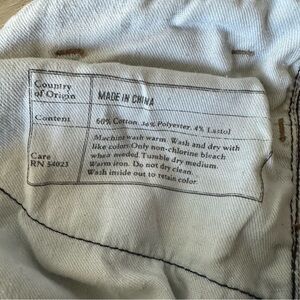 Country
of Origin
MADE IN CHINA
Content
60% Cotton, 36% Polyester, 4% Lastol
Care
RN 54023
Machine wash warm. Wash and dry with
like colors. Only non-chlorine bleach
when needed. Tumble dry medium.
Warm iron. Do not dry clean.
Wash inside out to retain color.